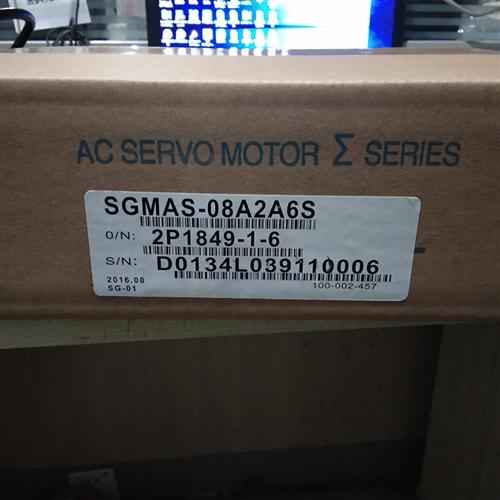 AC SERVO MOTOR Σ SERIES
SGMAS-08A2A6S
O/N: 2P1849-1-6
S/N: D0134L039110006
2016.08
SG-01
100-002-457